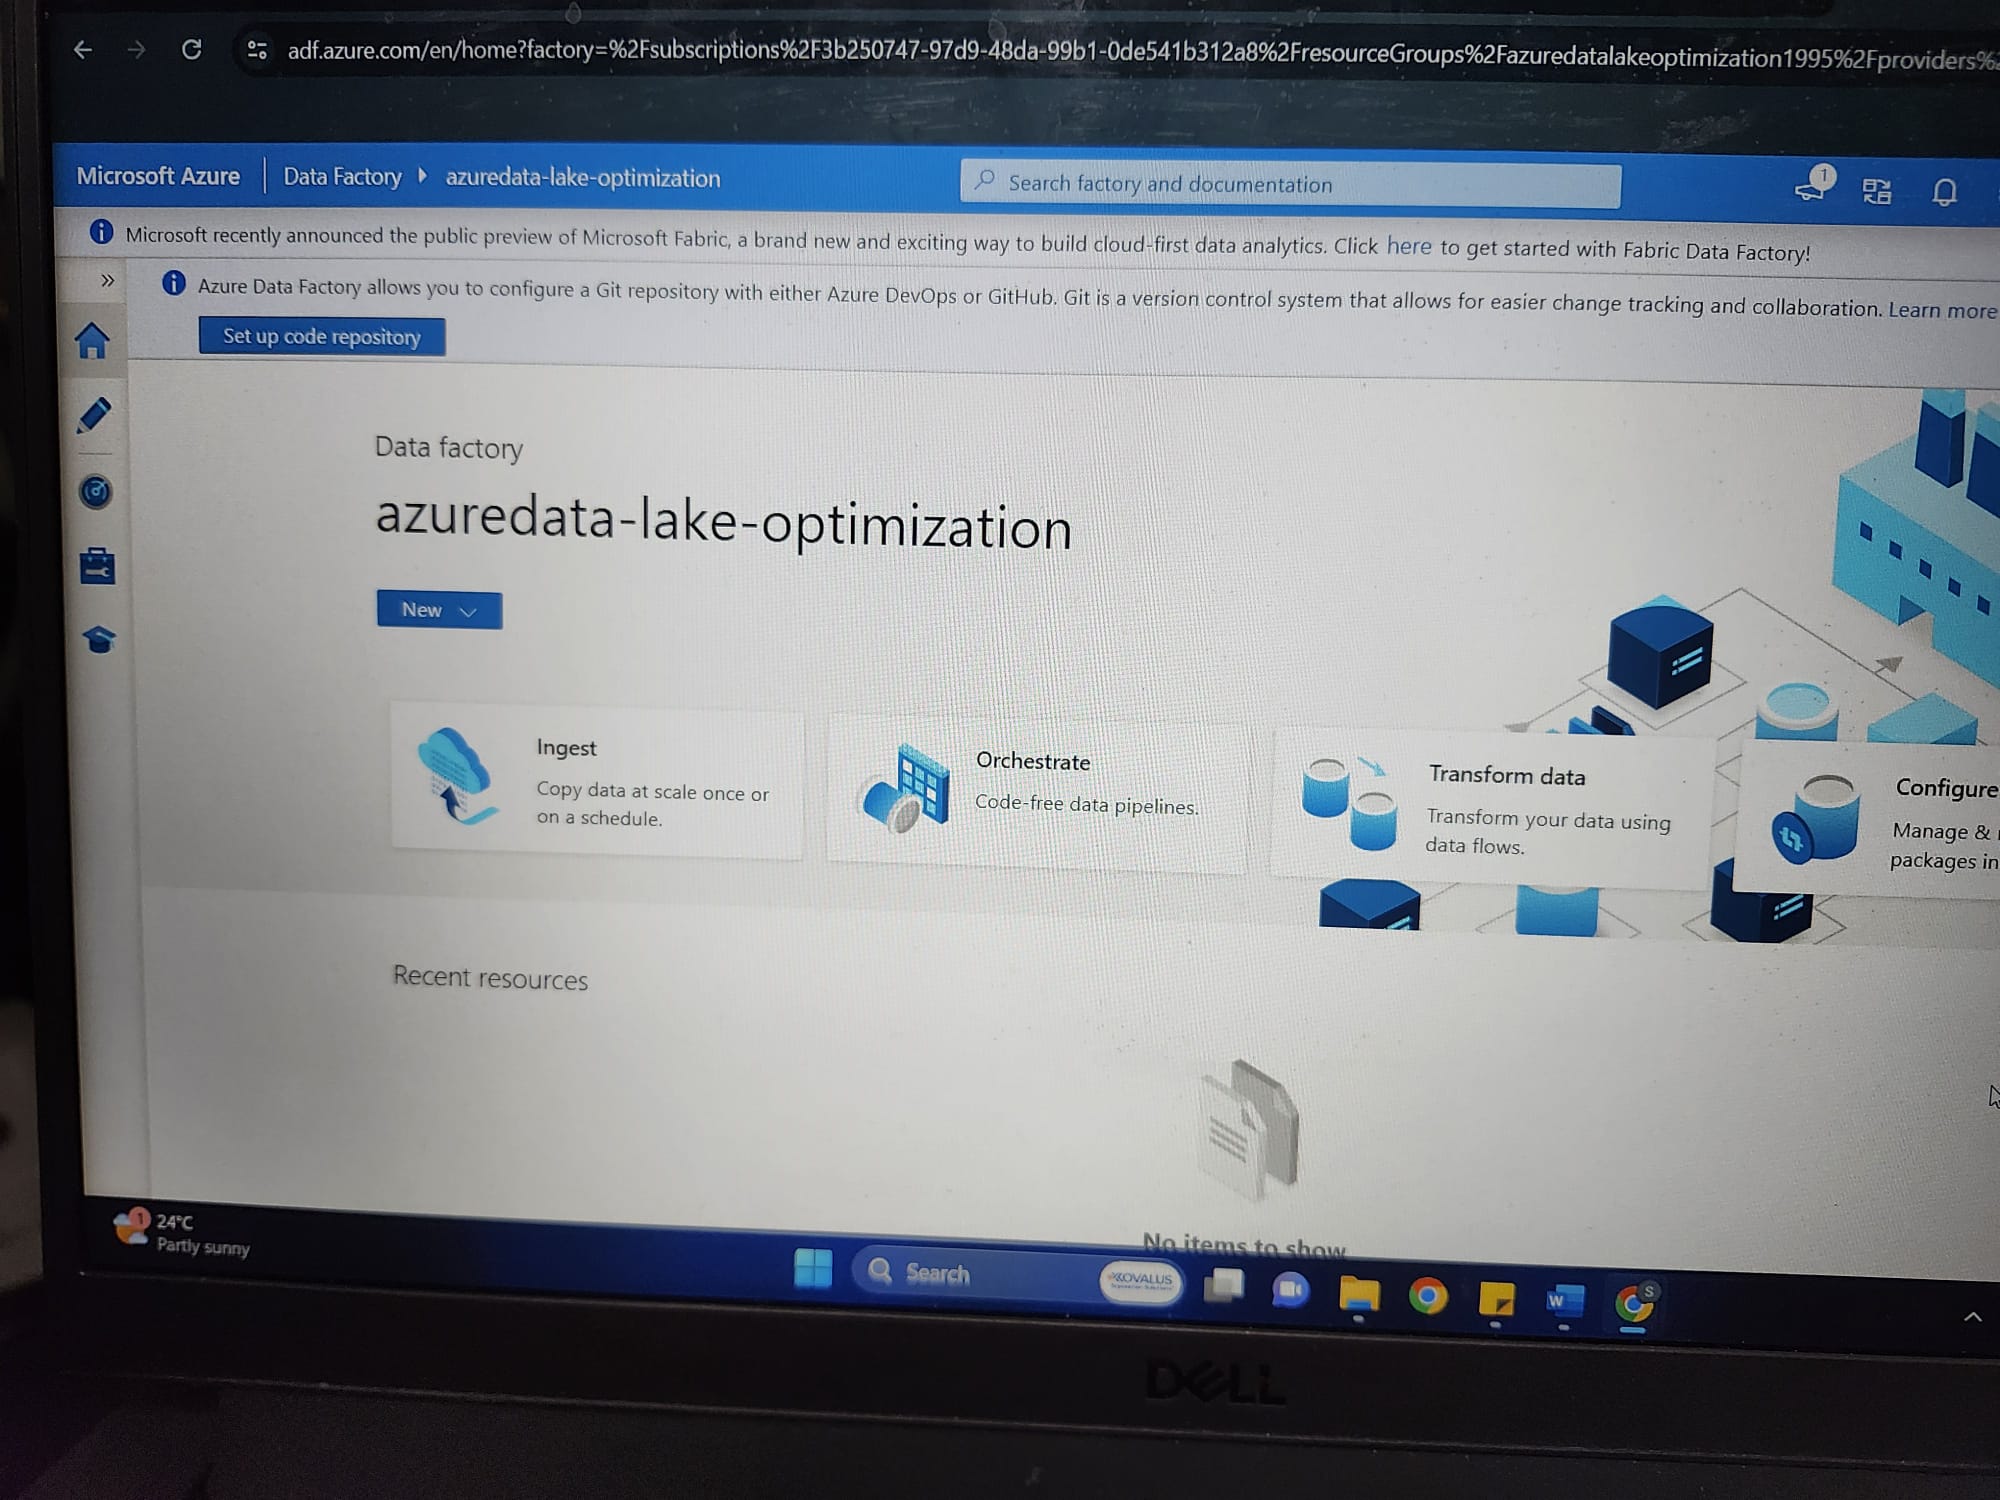 adf.azure.com/en/home?factory=%2Fsubscriptions%2F3b250747-97d9-48da-99b1-0de541b312a8%2FresourceGroups%2Fazuredatalakeoptimization1995%2Fproviders%
Microsoft Azure
Data Factory
azuredata-lake-optimization
Search factory and documentation
1
Microsoft recently announced the public preview of Microsoft Fabric, a brand new and exciting way to build cloud-first data analytics. Click here to get started with Fabric Data Factory!
Azure Data Factory allows you to configure a Git repository with either Azure DevOps or GitHub. Git is a version control system that allows for easier change tracking and collaboration. Learn more
Set up code repository
Data factory
azuredata-lake-optimization
New
Ingest
Copy data at scale once or
on a schedule.
Orchestrate
Code-free data pipelines.
Transform data
Transform your data using
data flows.
Configure
Manage &
packages in
Recent resources
No items to show
1
24°C
Partly sunny
Search
KOVALUS
W
S
DELL